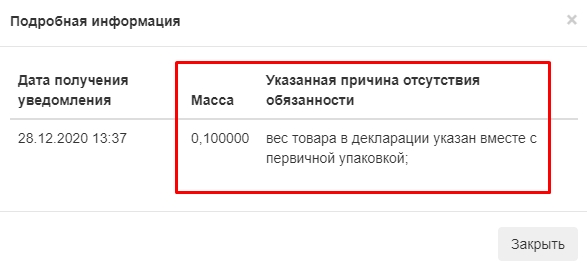 Подробная информация ×
Дата получения уведомления Масса Указанная причина отсутствия обязанности
28.12.2020 13:37 0,100000 вес товара в декларации указан вместе с
первичной упаковкой;
Закрыть